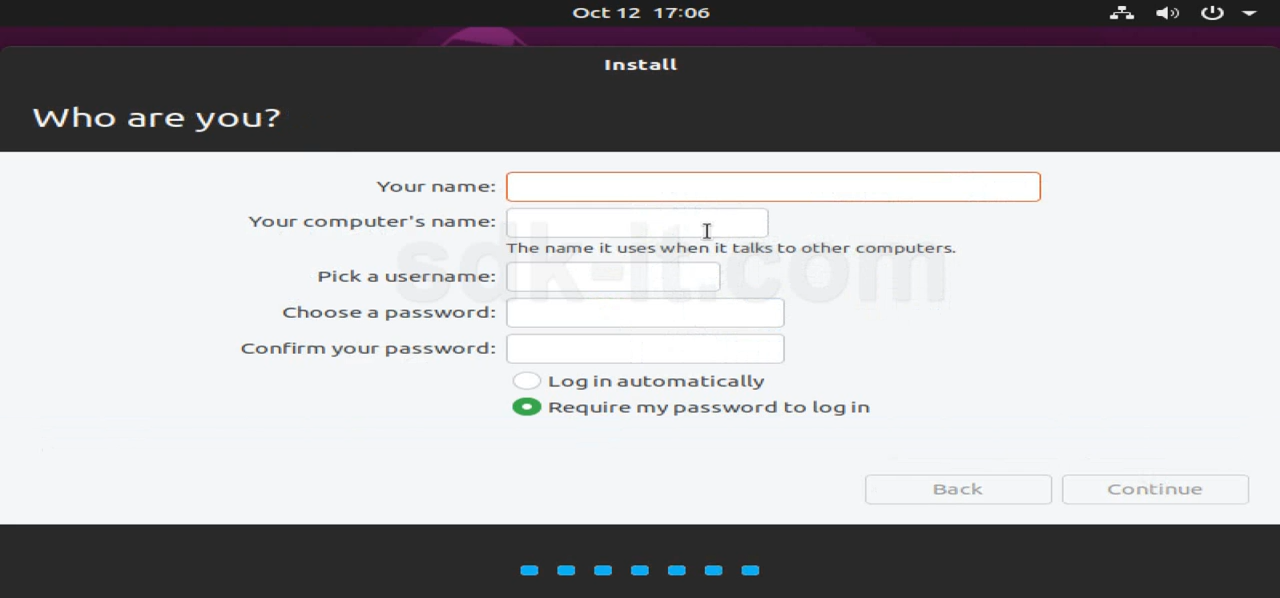 Oct 12 17:06
Install
Who are you?
Your name:
Your computer's name:
The name it uses when it talks to other computers.
sdk-it.com
Pick a username:
Choose a password:
Confirm your password:
Log in automatically
Require my password to log in
Back
Continue